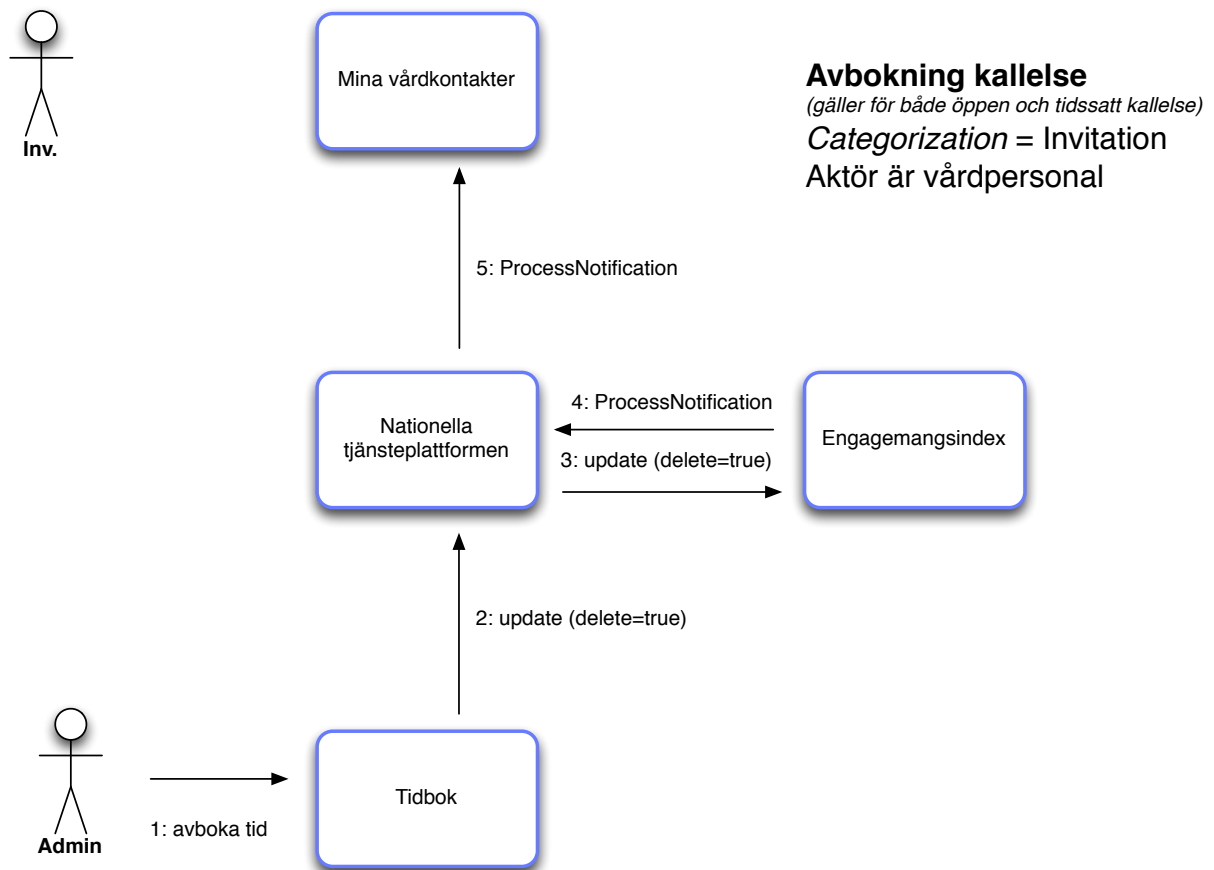 Inv.
Mina vårdkontakter
Avbokning kallelse
(gäller för både öppen och tidssatt kallelse)
Categorization = Invitation
Aktör är vårdpersonal
5: ProcessNotification
Nationella
tjänsteplattformen
4: ProcessNotification
3: update (delete=true)
Engagemangsindex
2: update (delete=true)
Admin
1: avboka tid
Tidbok